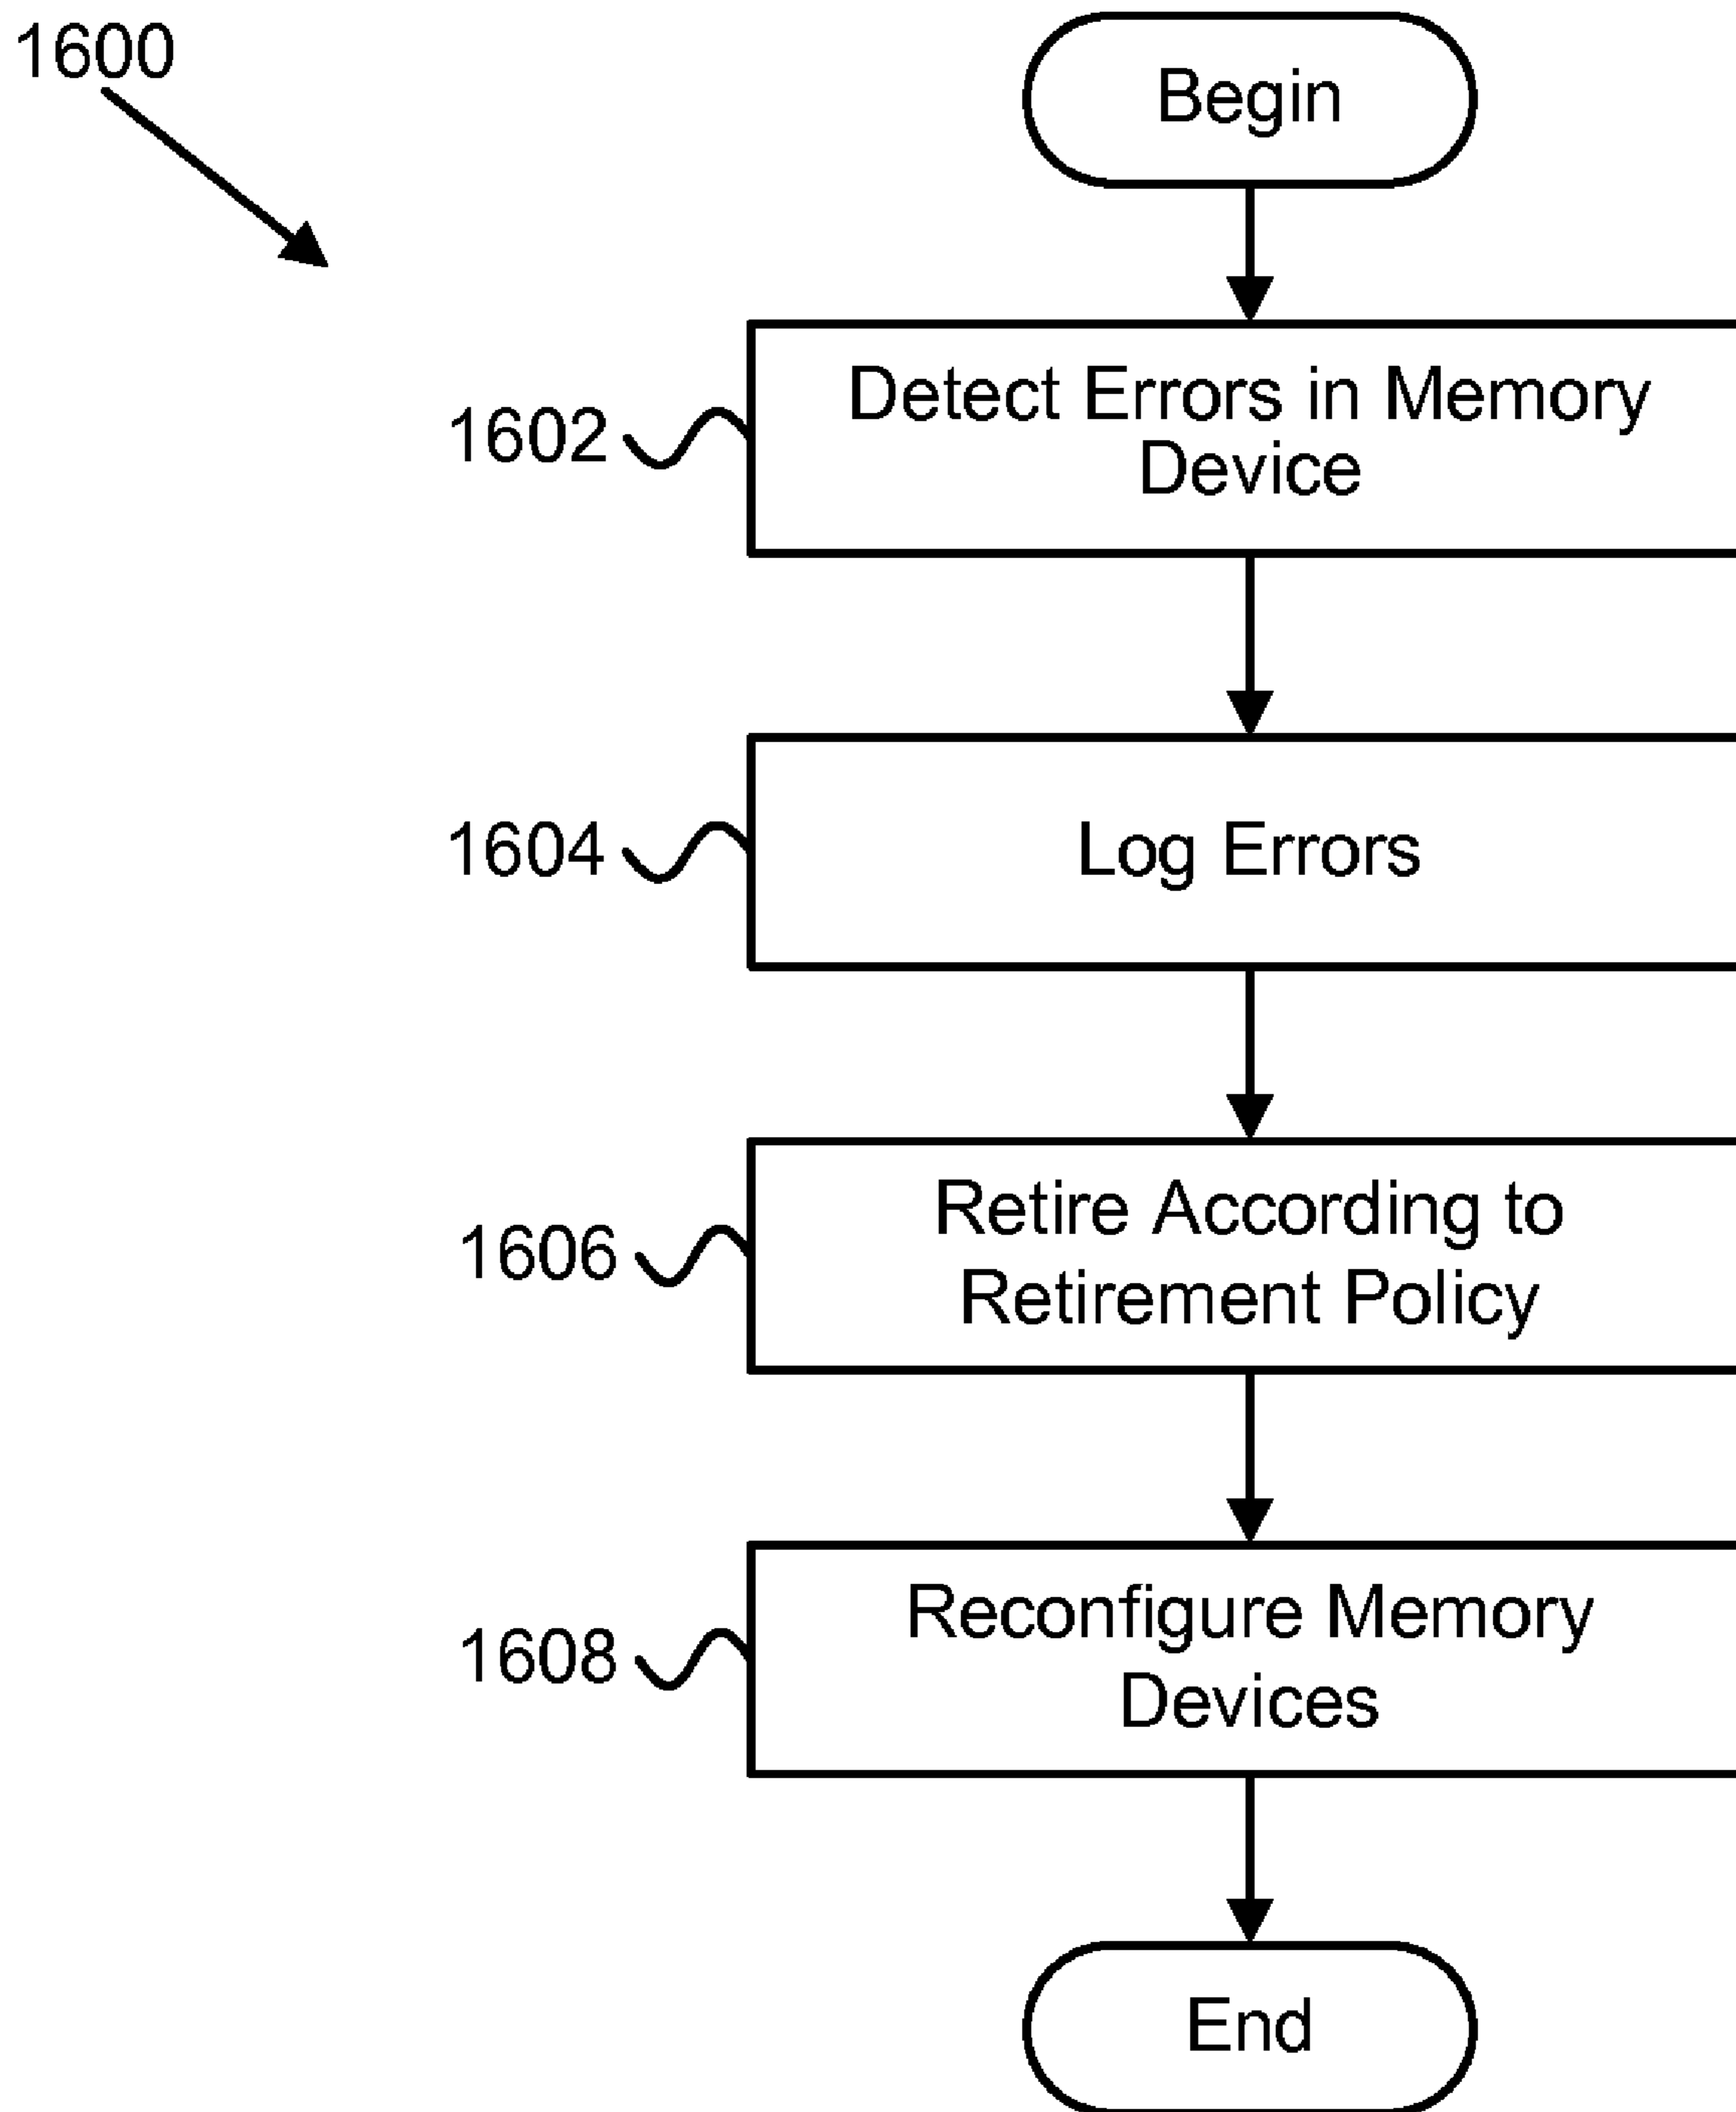 1600
Begin
1602
Detect Errors in Memory
Device
1604
Log Errors
1606
Retire According to
Retirement Policy
1608
Reconfigure Memory
Devices
End